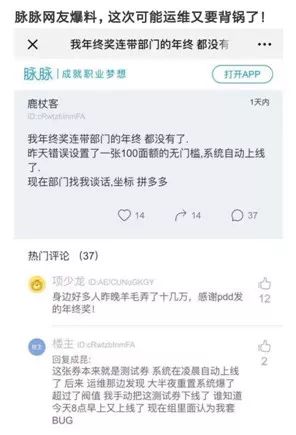 脉脉网友爆料，这次可能运维又要背锅了！
我年终奖连带部门的年终 都没有
脉脉 | 成就职业梦想
打开APP
鹿杖客
1天内
ID:cRwtzbInmFA
我年终奖连带部门的年终 都没有了.
昨天错误设置了一张100面额的无门槛,系统自动上线
了.
现在部门找我谈话,坐标 拼多多
14
14
37
热门评论 （37）
项少龙
ID:AE/CUNuGKGY
身边好多人昨晚羊毛弄了十几万，感谢pdd发
的年终奖！
12
脉脉
楼主
ID:cRwtzbInmFA
回复成昆:
这张券本来就是测试券 系统在凌晨自动上线
了 后来 运维那边发现 大半夜重置系统爆了
超过了阀值 我手动把这测试券下线了 谁知道
今天8点早上又上线了 现在组里面认为我套
BUG
2